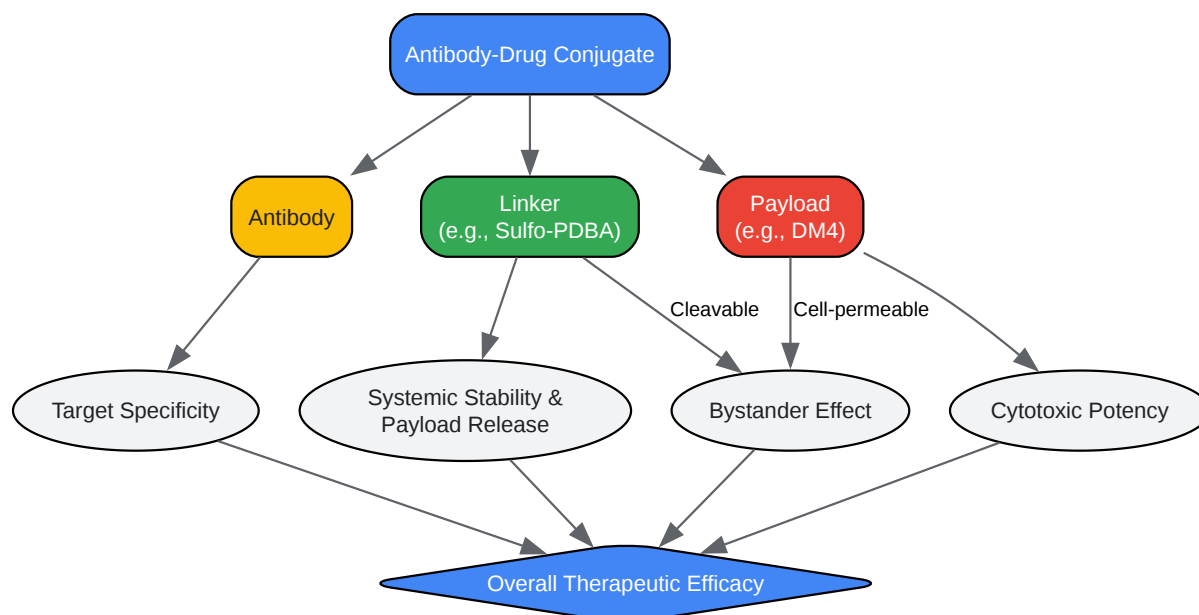 Antibody-Drug Conjugate
Antibody
Linker
(e.g., Sulfo-PDBA)
Payload
(e.g., DM4)
Cleavable
Cell-permeable
Target Specificity
Systemic Stability &
Payload Release
Bystander Effect
Cytotoxic Potency
Overall Therapeutic Efficacy